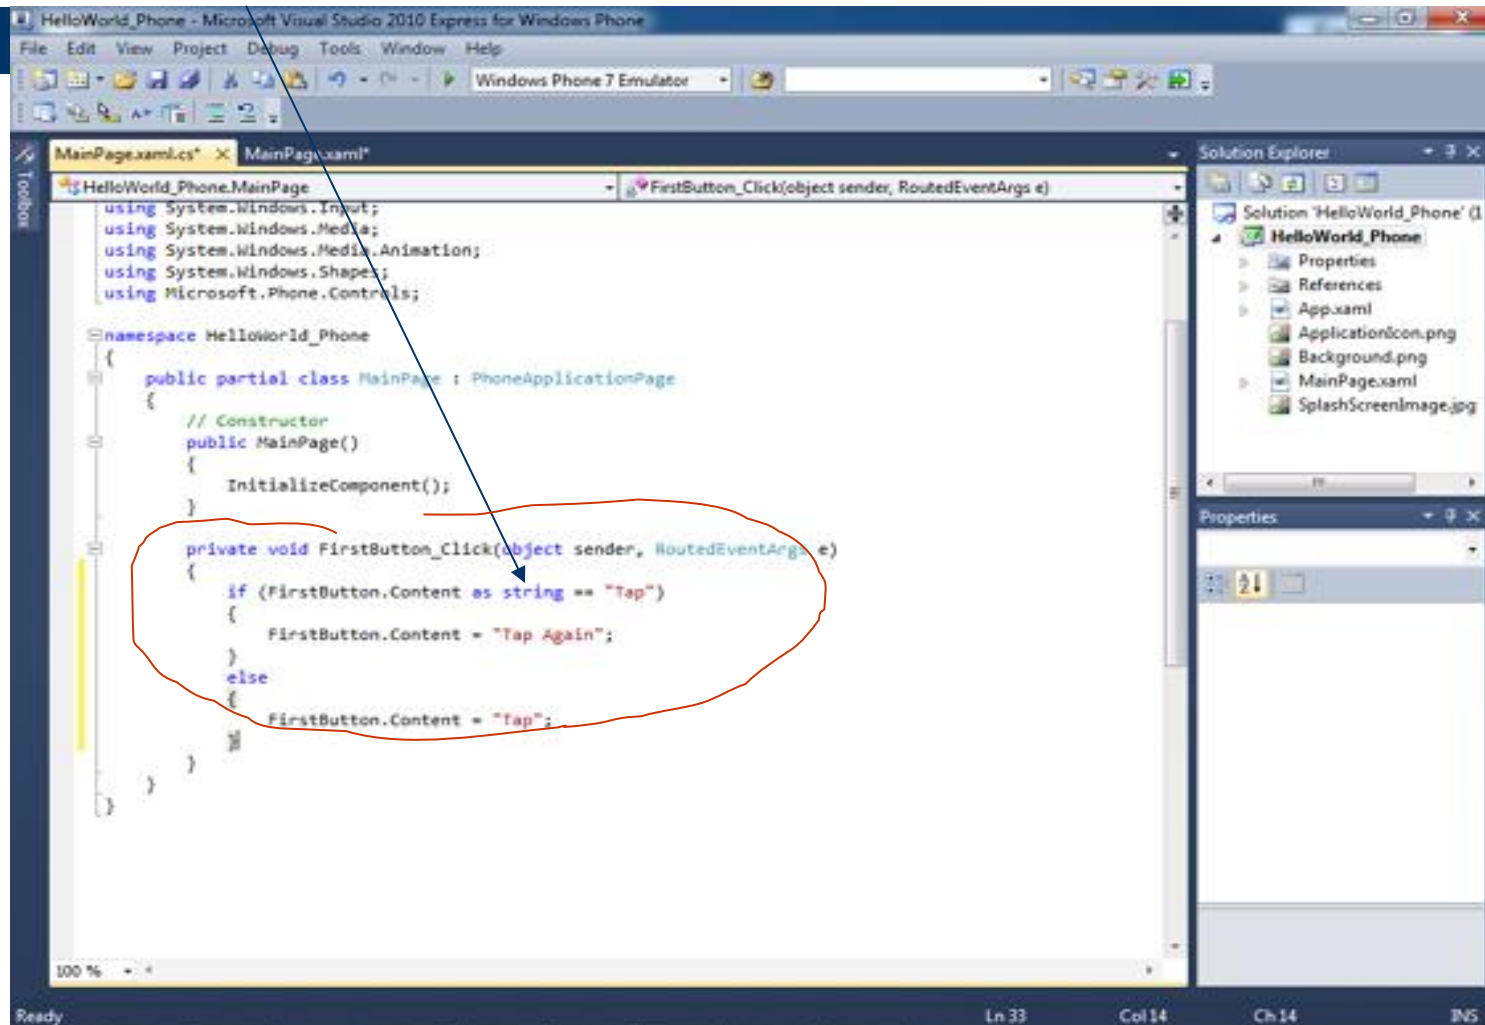 HelloWorld_Phone - Microsoft Visual Studio 2010 Express for Windows Phone
File Edit View Project Debug Tools Window Help
Windows Phone 7 Emulator
Toolbox
MainPage.xaml.cs* MainPage.xaml*
HelloWorld_Phone.MainPage FirstButton_Click(object sender, RoutedEventArgs e)
using System.Windows.Input;
using System.Windows.Media;
using System.Windows.Media.Animation;
using System.Windows.Shapes;
using Microsoft.Phone.Controls;
namespace HelloWorld_Phone
{
public partial class MainPage : PhoneApplicationPage
{
// Constructor
public MainPage()
{
InitializeComponent();
}
private void FirstButton_Click(object sender, RoutedEventArgs e)
{
if (FirstButton.Content as string == "Tap")
{
FirstButton.Content = "Tap Again";
}
else
{
FirstButton.Content = "Tap";
}
}
}
}
100 %
Solution Explorer
Solution 'HelloWorld_Phone' (1
HelloWorld_Phone
Properties
References
App.xaml
ApplicationIcon.png
Background.png
MainPage.xaml
SplashScreenImage.jpg
Properties
Ready Ln 33 Col 14 Ch 14 INS